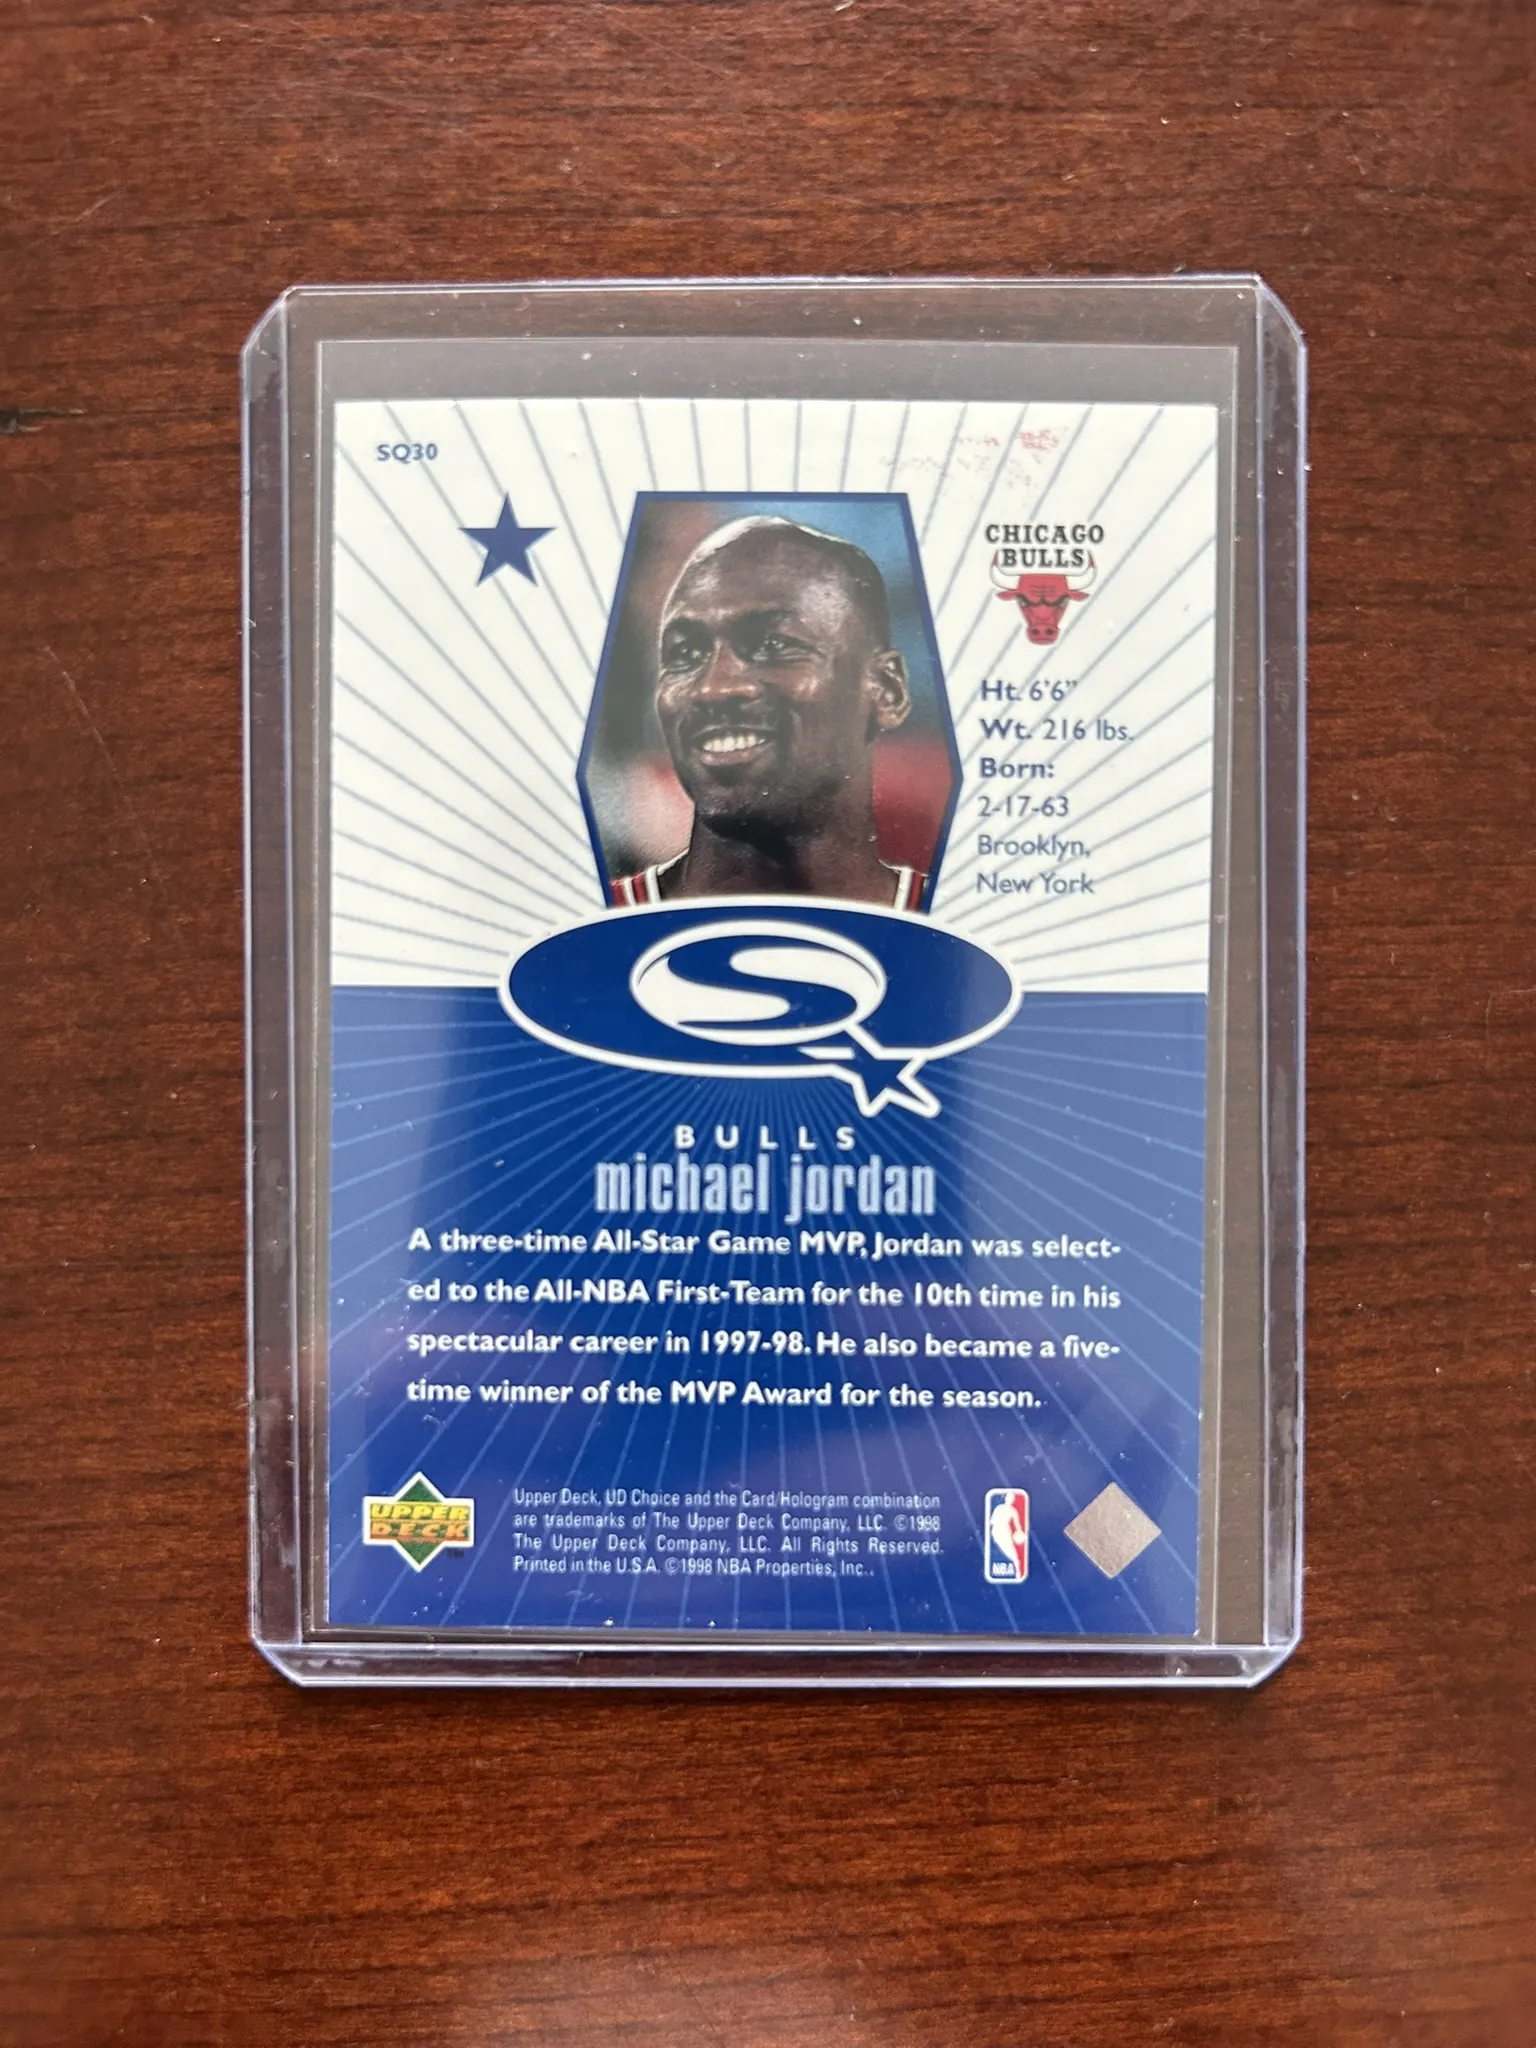 SQ30
CHICAGO
BULLS
Ht. 6'6"
Wt. 216 lbs.
Born:
2-17-63
Brooklyn,
New York
SQ
BULLS
michael jordan
A three-time All-Star Game MVP, Jordan was select-
ed to the All-NBA First-Team for the 10th time in his
spectacular career in 1997-98. He also became a five-
time winner of the MVP Award for the season.
UPPER
DECK
Upper Deck, UD Choice and the Card/Hologram combination
are trademarks of The Upper Deck Company, LLC. ©1998
The Upper Deck Company, LLC. All Rights Reserved.
Printed in the U.S.A. ©1998 NBA Properties, Inc..
NBA